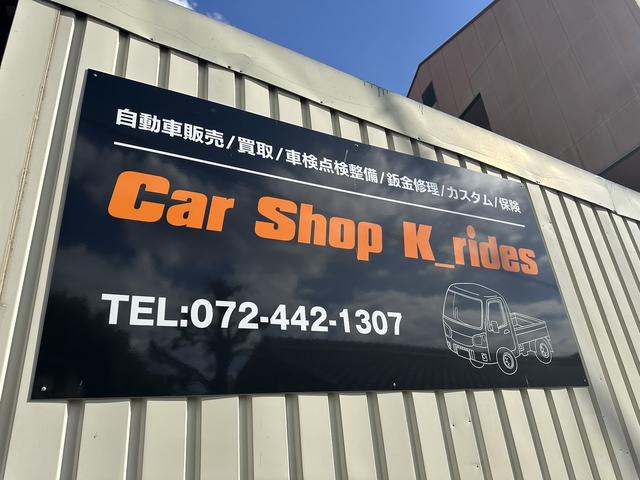 自動車販売/買取/車検点検整備/鈑金修理/カスタム/保険
Car Shop K_rides
TEL:072-442-1307